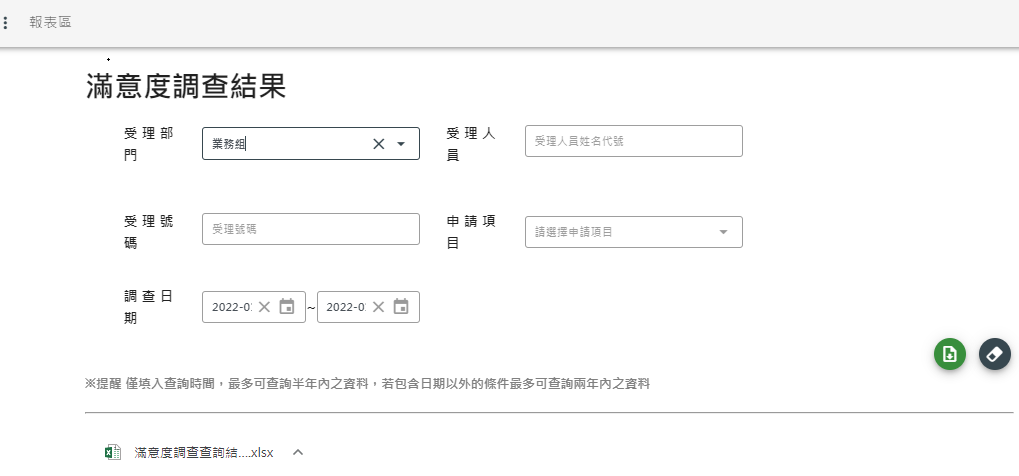 報表區
滿意度調查結果
受理部門
業務組
受理人員
受理人員姓名代號
受理號碼
受理號碼
申請項目
請選擇申請項目
調查日期
2022-0
~
2022-0
※提醒 僅填入查詢時間，最多可查詢半年內之資料，若包含日期以外的條件最多可查詢兩年內之資料
滿意度調查查詢結....xlsx